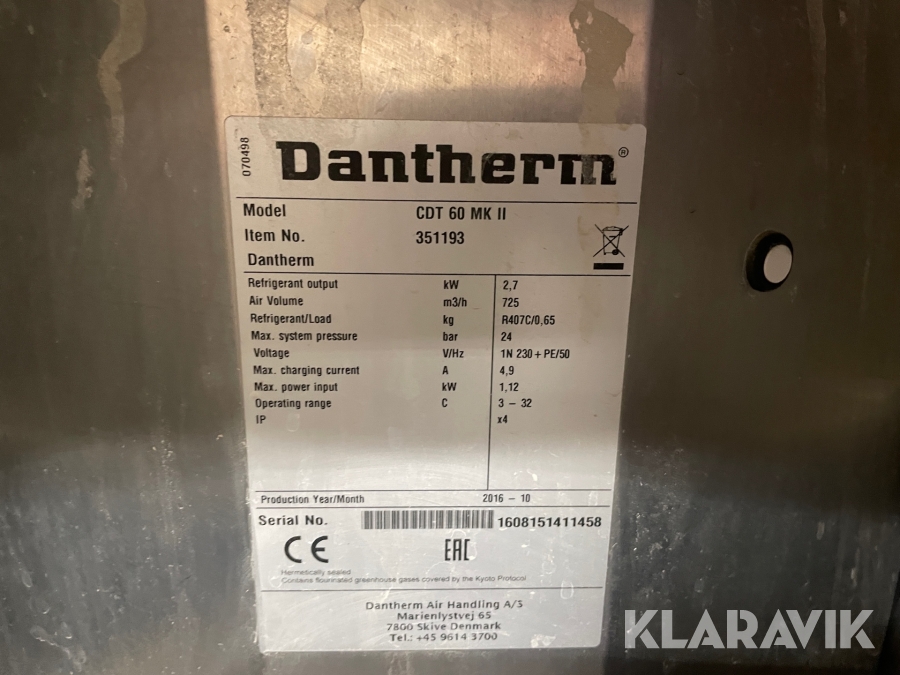 070498
Dantherm®
Model CDT 60 MK II
Item No. 351193
Dantherm
Refrigerant output kW 2,7
Air Volume m3/h 725
Refrigerant/Load kg R407C/0,65
Max. system pressure bar 24
Voltage V/Hz 1N 230 + PE/50
Max. charging current A 4,9
Max. power input kW 1,12
Operating range C 3 – 32
IP x4
Production Year/Month 2016 – 10
Serial No. 1608151411458
CE EAC
Hermetically sealed
Contains flourinated greenhouse gases covered by the Kyoto Protocol
Dantherm Air Handling A/S
Marienlystvej 65
7800 Skive Denmark
Tel.: +45 9614 3700
KLARAVIK